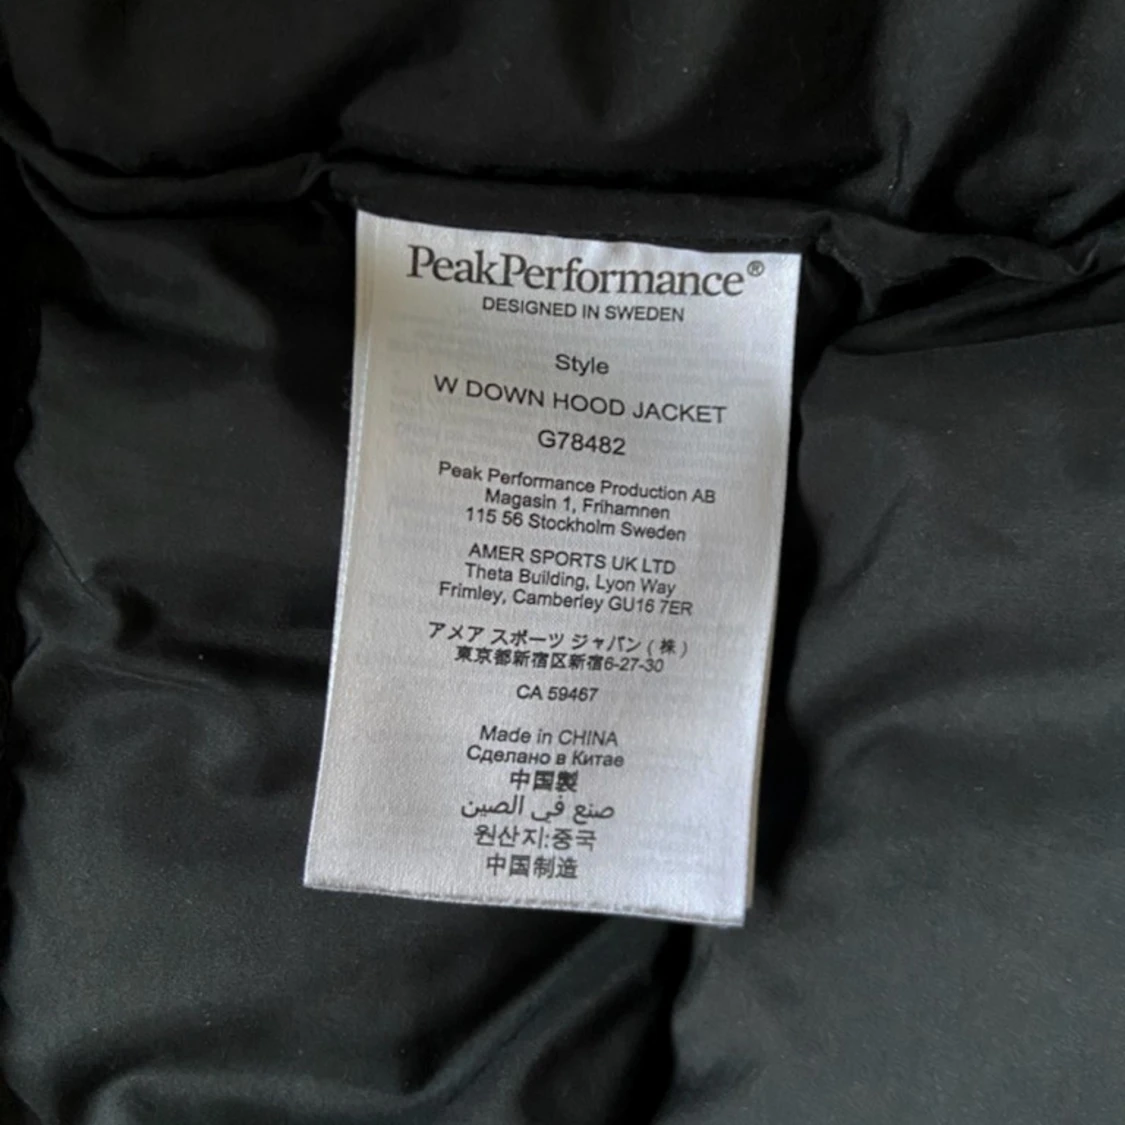 PeakPerformance®
DESIGNED IN SWEDEN
Style
W DOWN HOOD JACKET
G78482
Peak Performance Production AB
Magasin 1, Frihamnen
115 56 Stockholm Sweden
AMER SPORTS UK LTD
Theta Building, Lyon Way
Frimley, Camberley GU16 7ER
アメア スポーツ ジャパン ( 株 )
東京都新宿区新宿6-27-30
CA 59467
Made in CHINA
Сделано в Китае
中国製
صنع في الصين
원산지:중국
中国制造